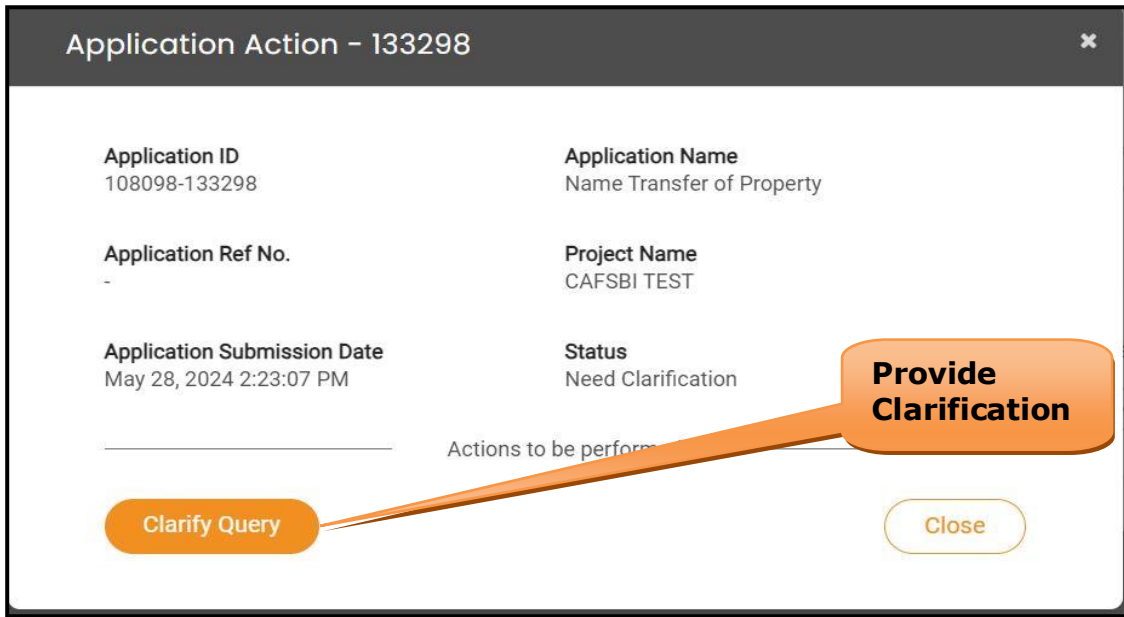 Application Action - 133298
Application ID
108098-133298
Application Name
Name Transfer of Property
Application Ref No.
-
Project Name
CAFSBI TEST
Application Submission Date
May 28, 2024 2:23:07 PM
Status
Need Clarification
Provide
Clarification
Actions to be
Clarify Query
Close